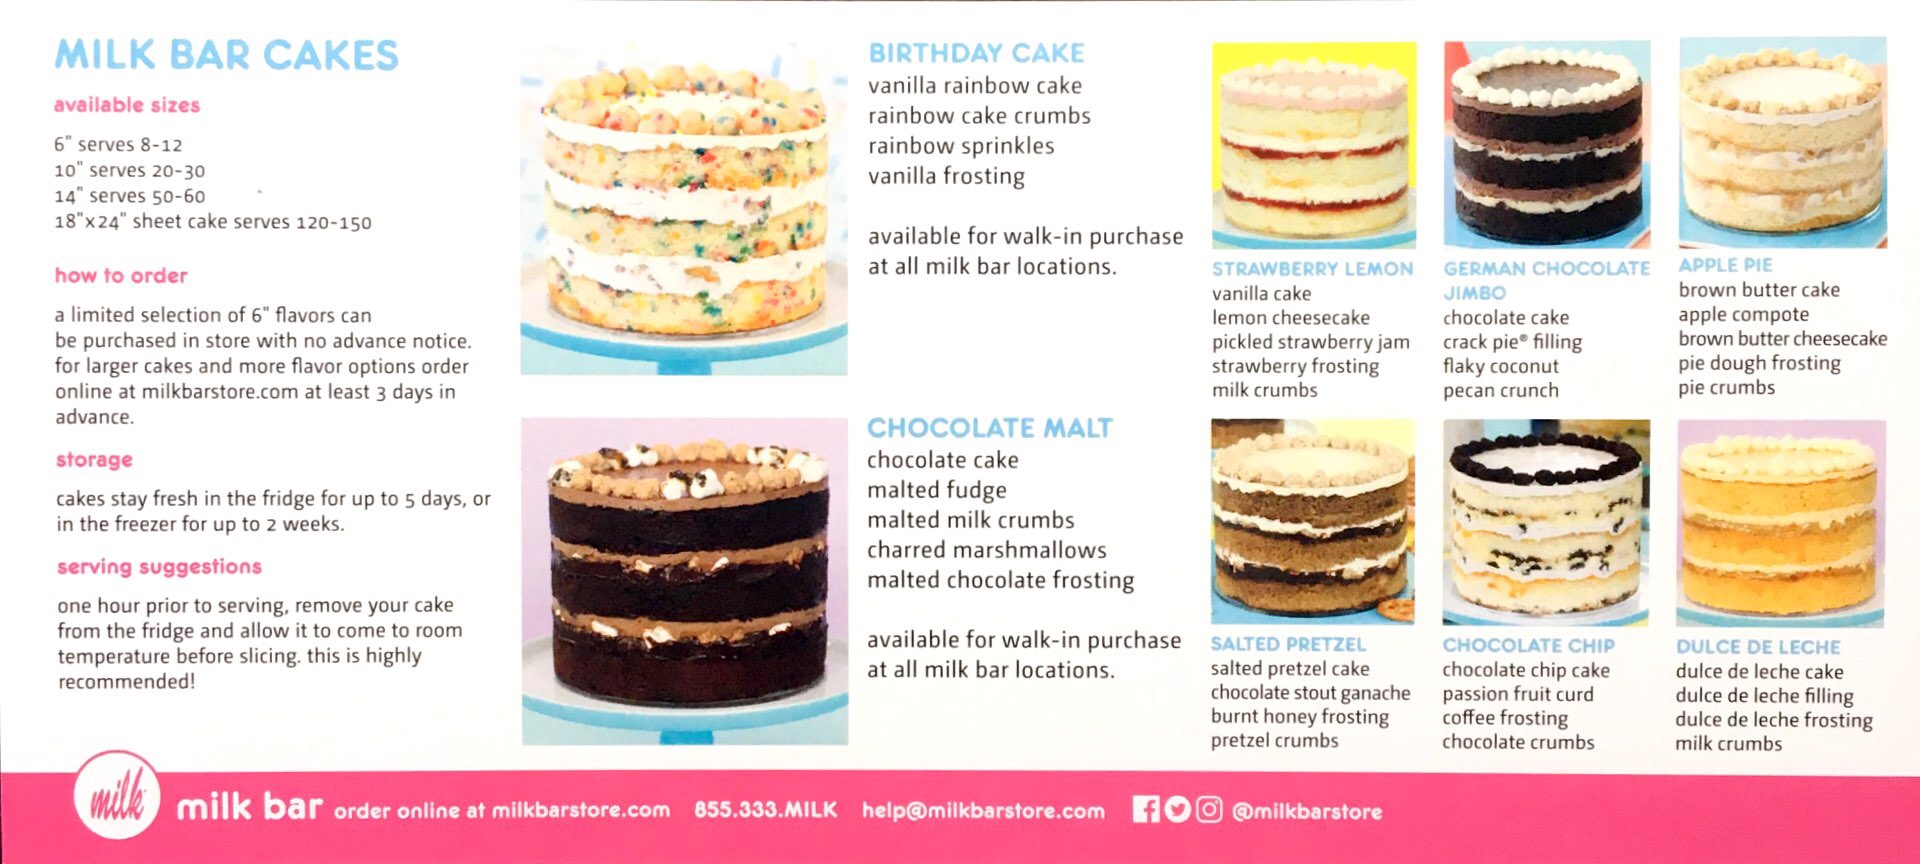 MILK BAR CAKES
available sizes
6" serves 8-12
10" serves 20-30
14" serves 50-60
18"x24" sheet cake serves 120-150
how to order
a limited selection of 6" flavors can
be purchased in store with no advance notice.
for larger cakes and more flavor options order
online at milkbarstore.com at least 3 days in
advance.
storage
cakes stay fresh in the fridge for up to 5 days, or
in the freezer for up to 2 weeks.
serving suggestions
one hour prior to serving, remove your cake
from the fridge and allow it to come to room
temperature before slicing. this is highly
recommended!
BIRTHDAY CAKE
vanilla rainbow cake
rainbow cake crumbs
rainbow sprinkles
vanilla frosting
available for walk-in purchase
at all milk bar locations.
CHOCOLATE MALT
chocolate cake
malted fudge
malted milk crumbs
charred marshmallows
malted chocolate frosting
available for walk-in purchase
at all milk bar locations.
STRAWBERRY LEMON
vanilla cake
lemon cheesecake
pickled strawberry jam
strawberry frosting
milk crumbs
GERMAN CHOCOLATE
JIMBO
chocolate cake
crack pie® filling
flaky coconut
pecan crunch
APPLE PIE
brown butter cake
apple compote
brown butter cheesecake
pie dough frosting
pie crumbs
SALTED PRETZEL
salted pretzel cake
chocolate stout ganache
burnt honey frosting
pretzel crumbs
CHOCOLATE CHIP
chocolate chip cake
passion fruit curd
coffee frosting
chocolate crumbs
DULCE DE LECHE
dulce de leche cake
dulce de leche filling
dulce de leche frosting
milk crumbs
milk
milk bar order online at milkbarstore.com 855.333.MILK help@milkbarstore.com @milkbarstore